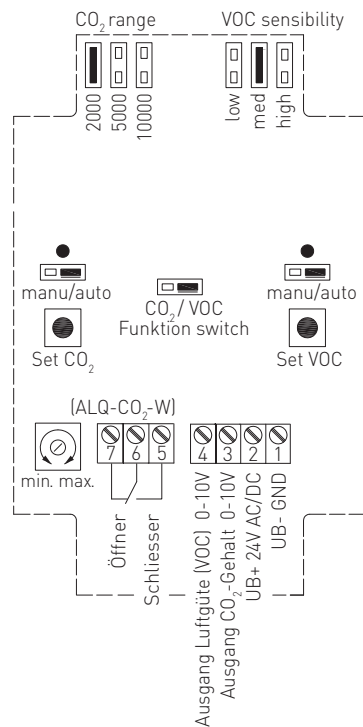 CO₂ range
VOC sensibility
2000
5000
10000
low
med
high
manu/auto
manu/auto
CO₂/ VOC
Funktion switch
Set CO₂
Set VOC
(ALQ-CO₂-W)
min. max.
7 6 5
4 3 2 1
Öffner
Schliesser
Ausgang Luftgüte (VOC) 0-10V
Ausgang CO₂-Gehalt 0-10V
UB+ 24V AC/DC
UB- GND